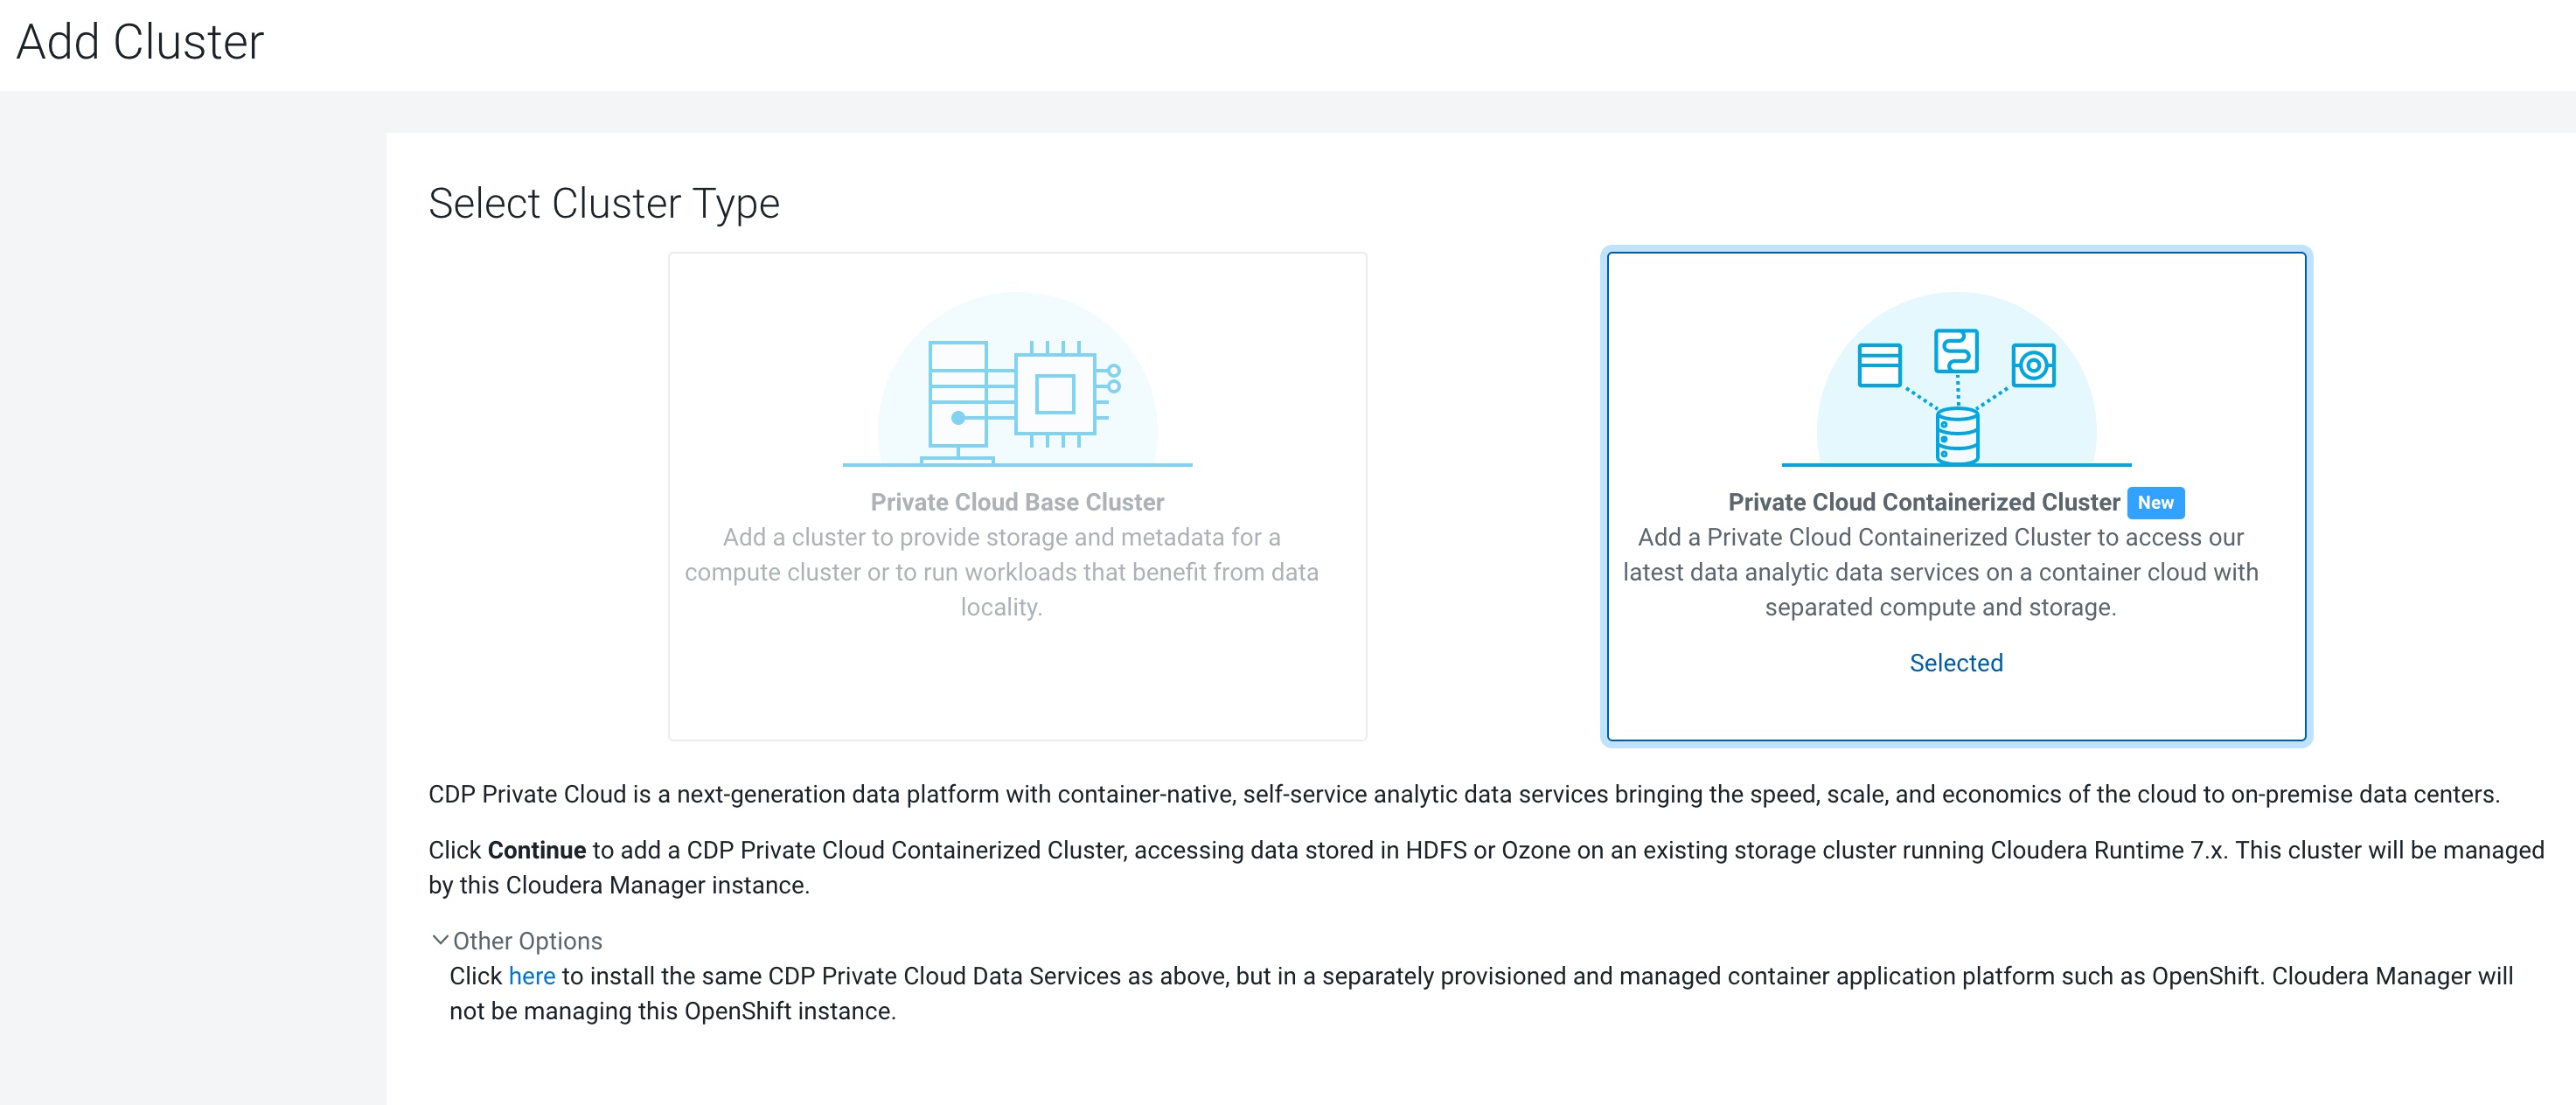 Add Cluster
Select Cluster Type
Private Cloud Base Cluster
Add a cluster to provide storage and metadata for a
compute cluster or to run workloads that benefit from data
locality.
Private Cloud Containerized Cluster New
Add a Private Cloud Containerized Cluster to access our
latest data analytic data services on a container cloud with
separated compute and storage.
Selected
CDP Private Cloud is a next-generation data platform with container-native, self-service analytic data services bringing the speed, scale, and economics of the cloud to on-premise data centers.
Click Continue to add a CDP Private Cloud Containerized Cluster, accessing data stored in HDFS or Ozone on an existing storage cluster running Cloudera Runtime 7.x. This cluster will be managed
by this Cloudera Manager instance.
Other Options
Click here to install the same CDP Private Cloud Data Services as above, but in a separately provisioned and managed container application platform such as OpenShift. Cloudera Manager will
not be managing this OpenShift instance.